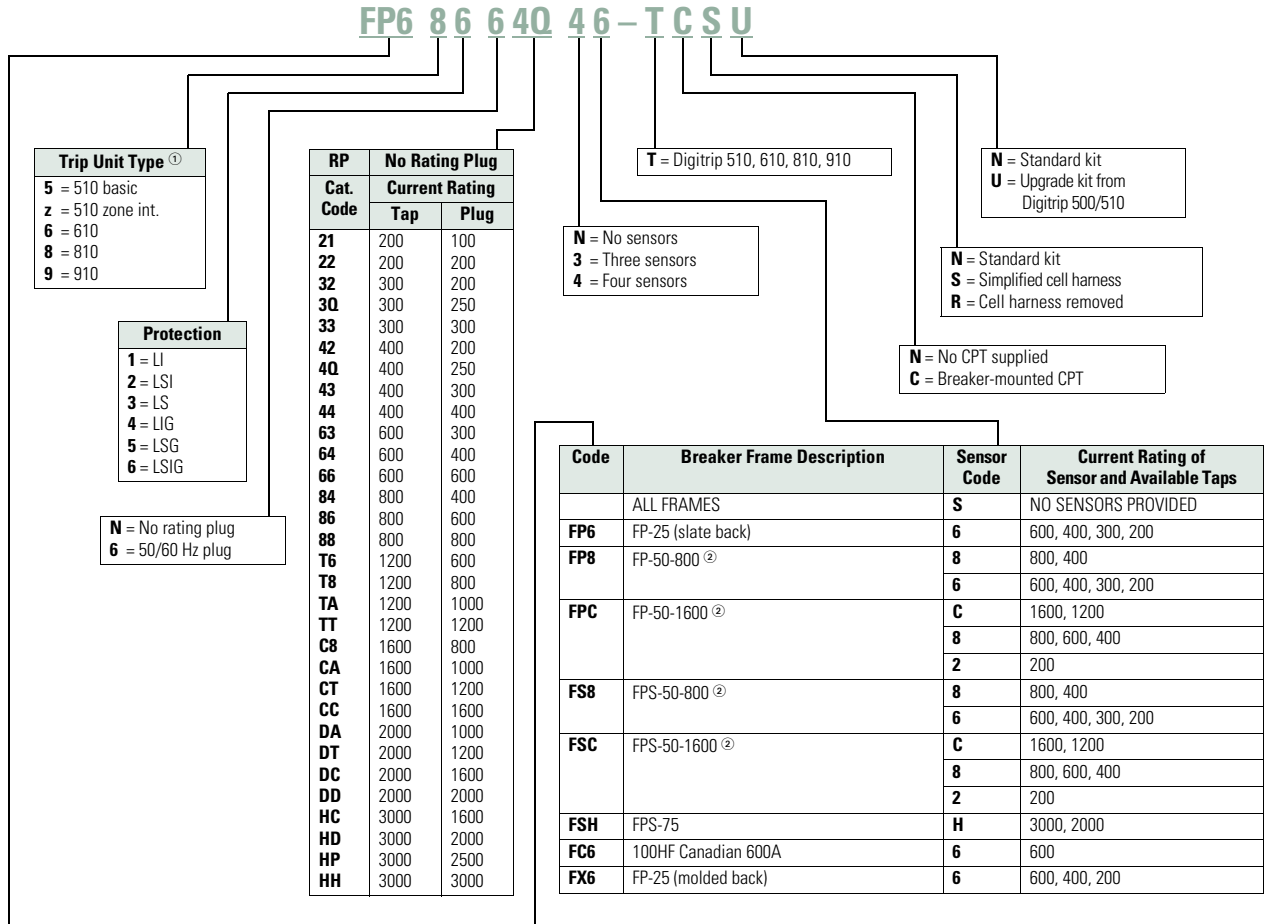 FP6 8 6 6 4Q 4 6 – T C S U
Trip Unit Type ①
5 = 510 basic
z = 510 zone int.
6 = 610
8 = 810
9 = 910
Protection
1 = LI
2 = LSI
3 = LS
4 = LIG
5 = LSG
6 = LSIG
N = No rating plug
6 = 50/60 Hz plug
RP No Rating Plug
Cat. Code Current Rating
Tap Plug
21 200 100
22 200 200
32 300 200
3Q 300 250
33 300 300
42 400 200
4Q 400 250
43 400 300
44 400 400
63 600 300
64 600 400
66 600 600
84 800 400
86 800 600
88 800 800
T6 1200 600
T8 1200 800
TA 1200 1000
TT 1200 1200
C8 1600 800
CA 1600 1000
CT 1600 1200
CC 1600 1600
DA 2000 1000
DT 2000 1200
DC 2000 1600
DD 2000 2000
HC 3000 1600
HD 3000 2000
HP 3000 2500
HH 3000 3000
T = Digitrip 510, 610, 810, 910
N = No sensors
3 = Three sensors
4 = Four sensors
N = Standard kit
U = Upgrade kit from
Digitrip 500/510
N = Standard kit
S = Simplified cell harness
R = Cell harness removed
N = No CPT supplied
C = Breaker-mounted CPT
Code Breaker Frame Description Sensor Code Current Rating of Sensor and Available Taps
ALL FRAMES S NO SENSORS PROVIDED
FP6 FP-25 (slate back) 6 600, 400, 300, 200
FP8 FP-50-800 ② 8 800, 400
6 600, 400, 300, 200
FPC FP-50-1600 ② C 1600, 1200
8 800, 600, 400
2 200
FS8 FPS-50-800 ② 8 800, 400
6 600, 400, 300, 200
FSC FPS-50-1600 ② C 1600, 1200
8 800, 600, 400
2 200
FSH FPS-75 H 3000, 2000
FC6 100HF Canadian 600A 6 600
FX6 FP-25 (molded back) 6 600, 400, 200